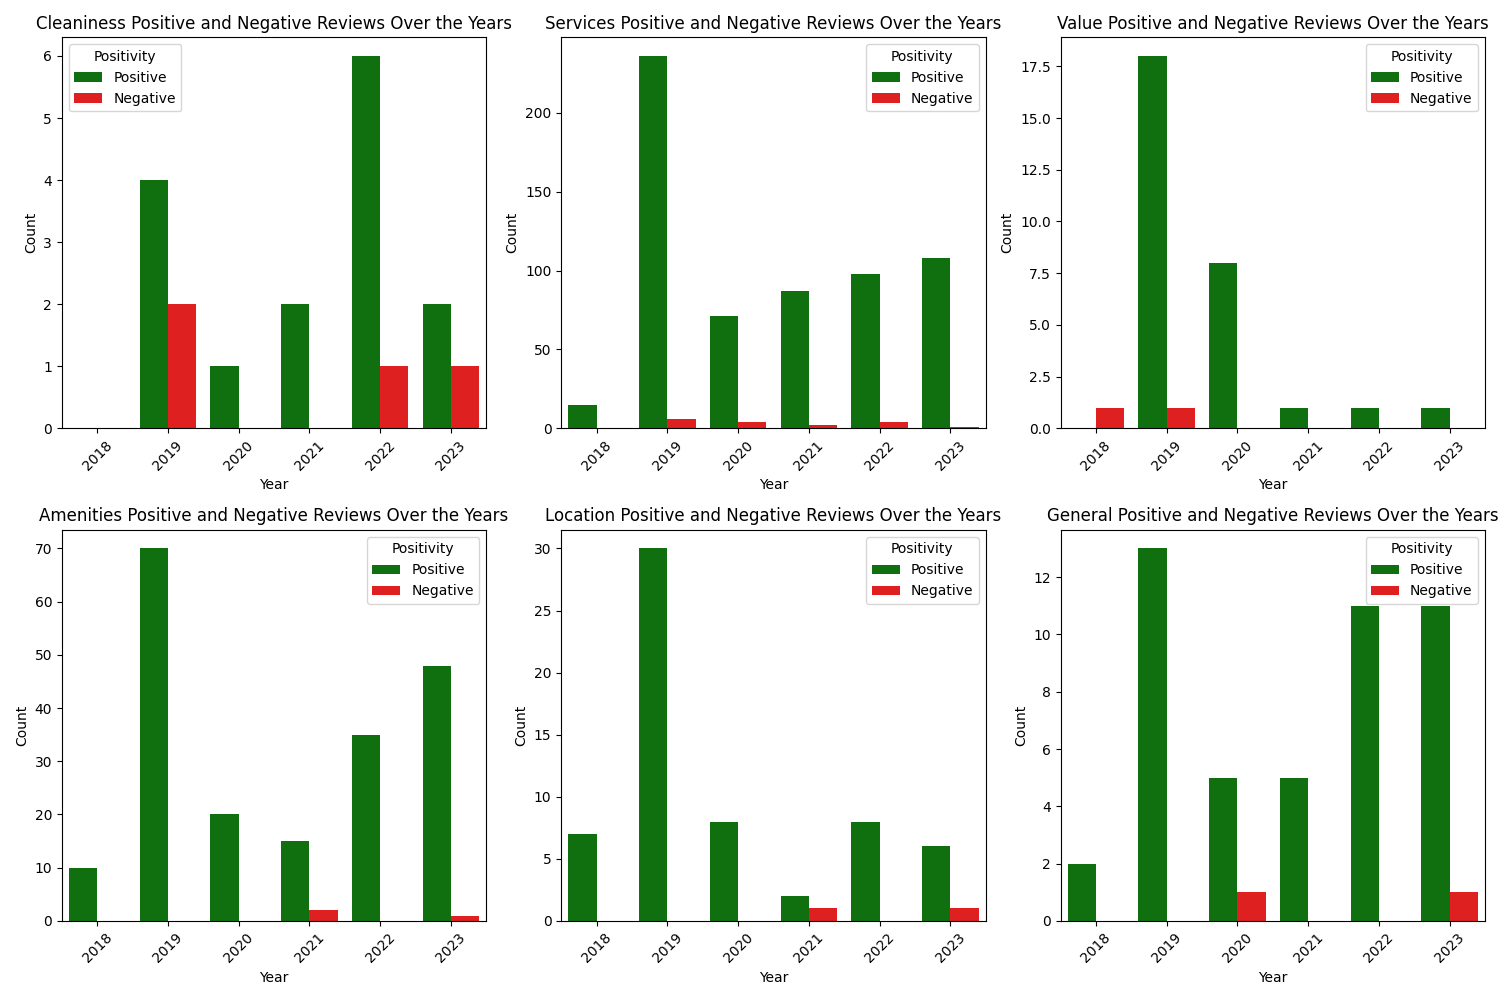 Cleaniness Positive and Negative Reviews Over the Years
Positivity
Positive
Negative
6
5
4
3
2
1
0
Count
2018 2019 2020 2021 2022 2023
Year
Services Positive and Negative Reviews Over the Years
Positivity
Positive
Negative
200
150
100
50
0
Count
2018 2019 2020 2021 2022 2023
Year
Value Positive and Negative Reviews Over the Years
Positivity
Positive
Negative
17.5
15.0
12.5
10.0
7.5
5.0
2.5
0.0
Count
2018 2019 2020 2021 2022 2023
Year
Amenities Positive and Negative Reviews Over the Years
Positivity
Positive
Negative
70
60
50
40
30
20
10
0
Count
2018 2019 2020 2021 2022 2023
Year
Location Positive and Negative Reviews Over the Years
Positivity
Positive
Negative
30
25
20
15
10
5
0
Count
2018 2019 2020 2021 2022 2023
Year
General Positive and Negative Reviews Over the Years
Positivity
Positive
Negative
12
10
8
6
4
2
0
Count
2018 2019 2020 2021 2022 2023
Year